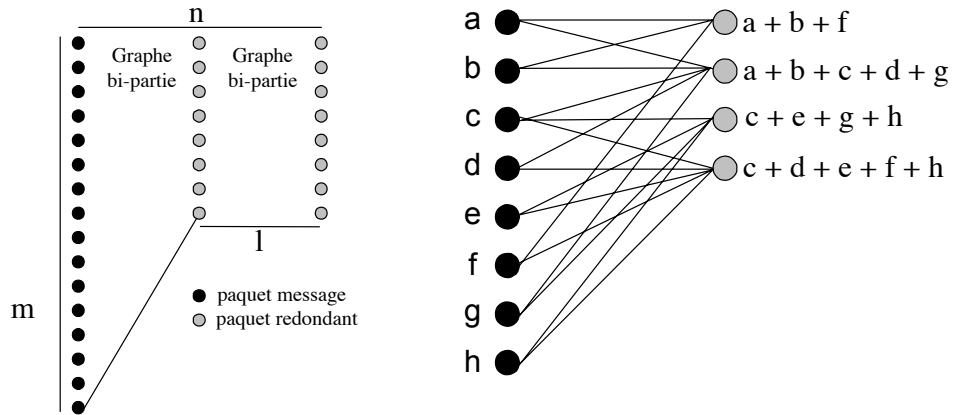 n
Graphe
bi-partie
Graphe
bi-partie
m
l
paquet message
paquet redondant
a
b
c
d
e
f
g
h
a + b + f
a + b + c + d + g
c + e + g + h
c + d + e + f + h